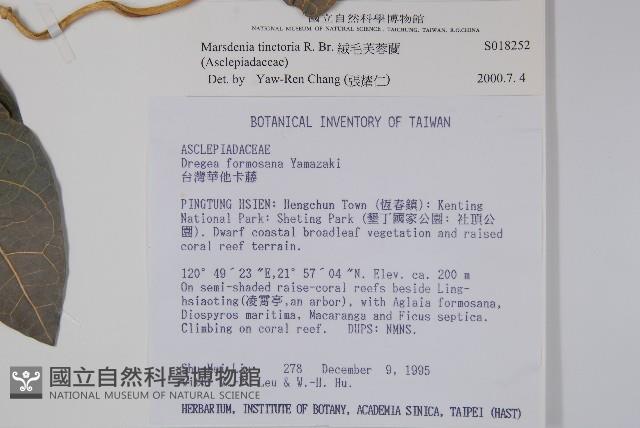 國立自然科學博物館
NATIONAL MUSEUM OF NATURAL SCIENCE, TAICHUNG, TAIWAN, R.O.CHINA
Marsdenia tinctoria R. Br. 絨毛芙蓉蘭 S018252
(Asclepiadaceae)
Det. by Yaw-Ren Chang (張燿仁) 2000.7.4
BOTANICAL INVENTORY OF TAIWAN
ASCLEPIADACEAE
Dregea formosana Yamazaki
台灣華他卡藤
PINGTUNG HSIEN: Hengchun Town (恆春鎮): Kenting
National Park: Sheting Park (墾丁國家公園: 社頂公
園). Dwarf coastal broadleaf vegetation and raised
coral reef terrain.
120° 49´23 ″E,21° 57´04 ″N. Elev. ca. 200 m
On semi-shaded raise-coral reefs beside Ling-
hsiaoting(凌霄亭,an arbor), with Aglaia formosana,
Diospyros maritima, Macaranga and Ficus septica.
Climbing on coral reef. DUPS: NMNS.
278 December 9, 1995
Leu & W.-H. Hu.
HERBARIUM, INSTITUTE OF BOTANY, ACADEMIA SINICA, TAIPEI (HAST)
國立自然科學博物館
NATIONAL MUSEUM OF NATURAL SCIENCE